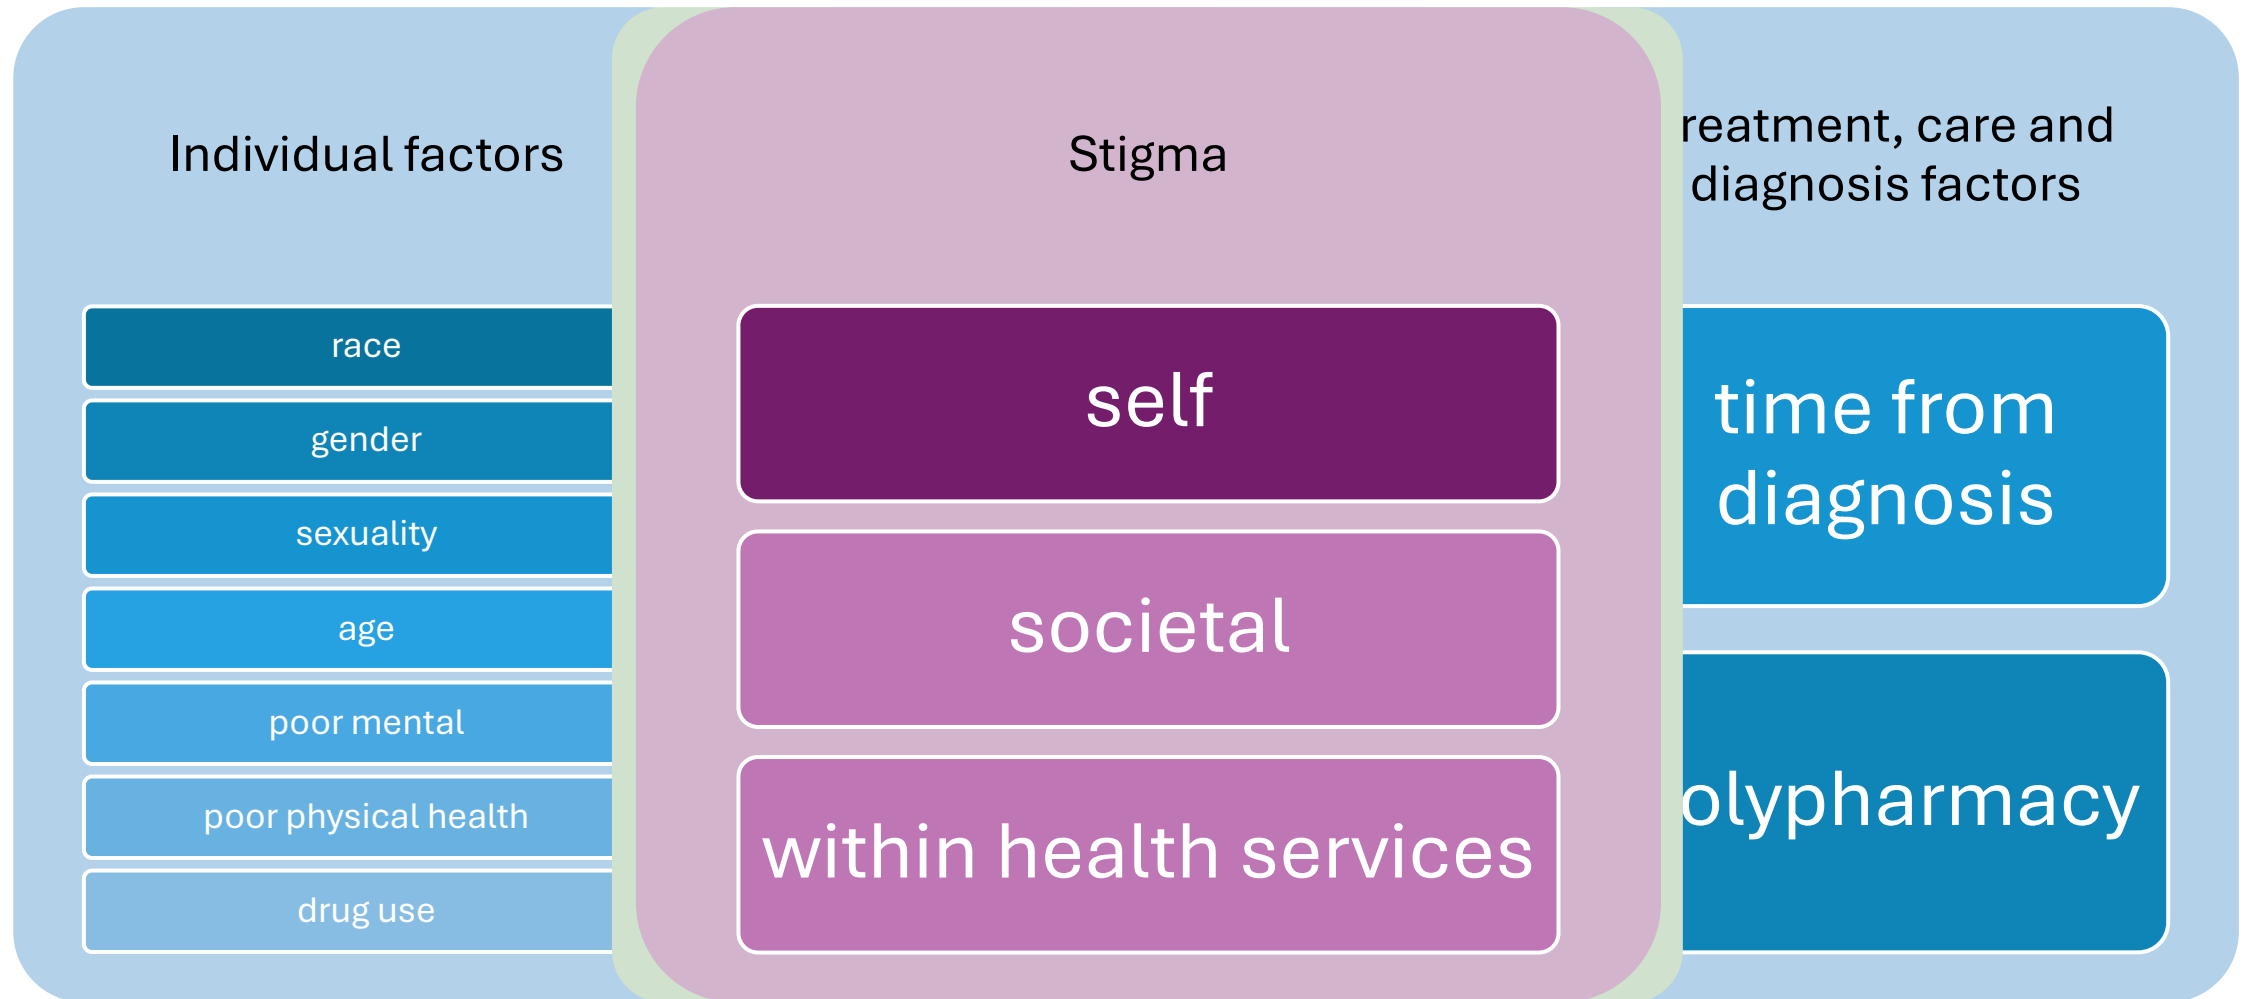 Individual factors
race
gender
sexuality
age
poor mental
poor physical health
drug use
Stigma
self
societal
within health services
reatment, care and
diagnosis factors
time from
diagnosis
olypharmacy